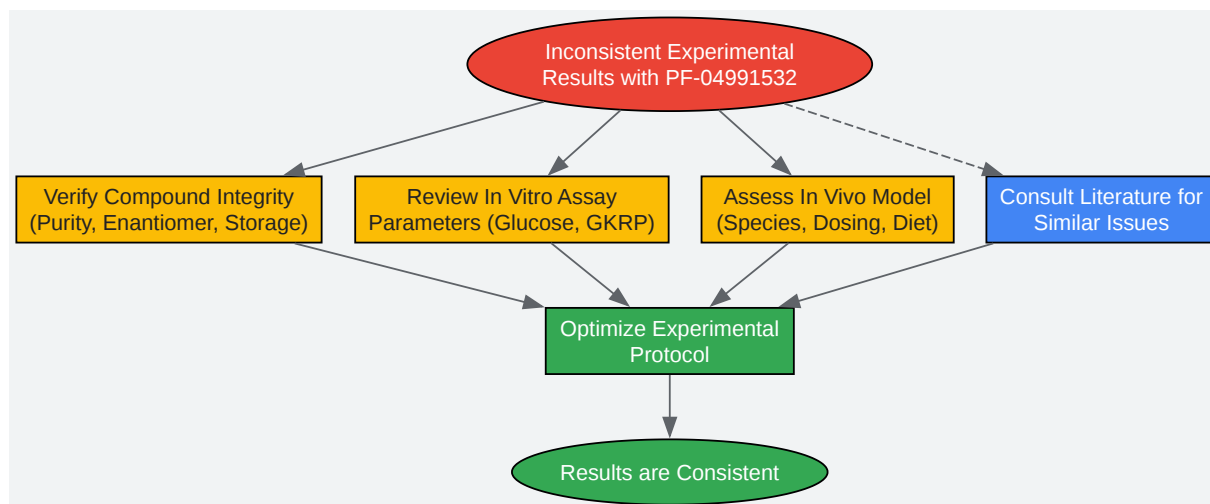 Inconsistent Experimental
Results with PF-04991532
Verify Compound Integrity
(Purity, Enantiomer, Storage)
Review In Vitro Assay
Parameters (Glucose, GKRP)
Assess In Vivo Model
(Species, Dosing, Diet)
Consult Literature for
Similar Issues
Optimize Experimental
Protocol
Results are Consistent